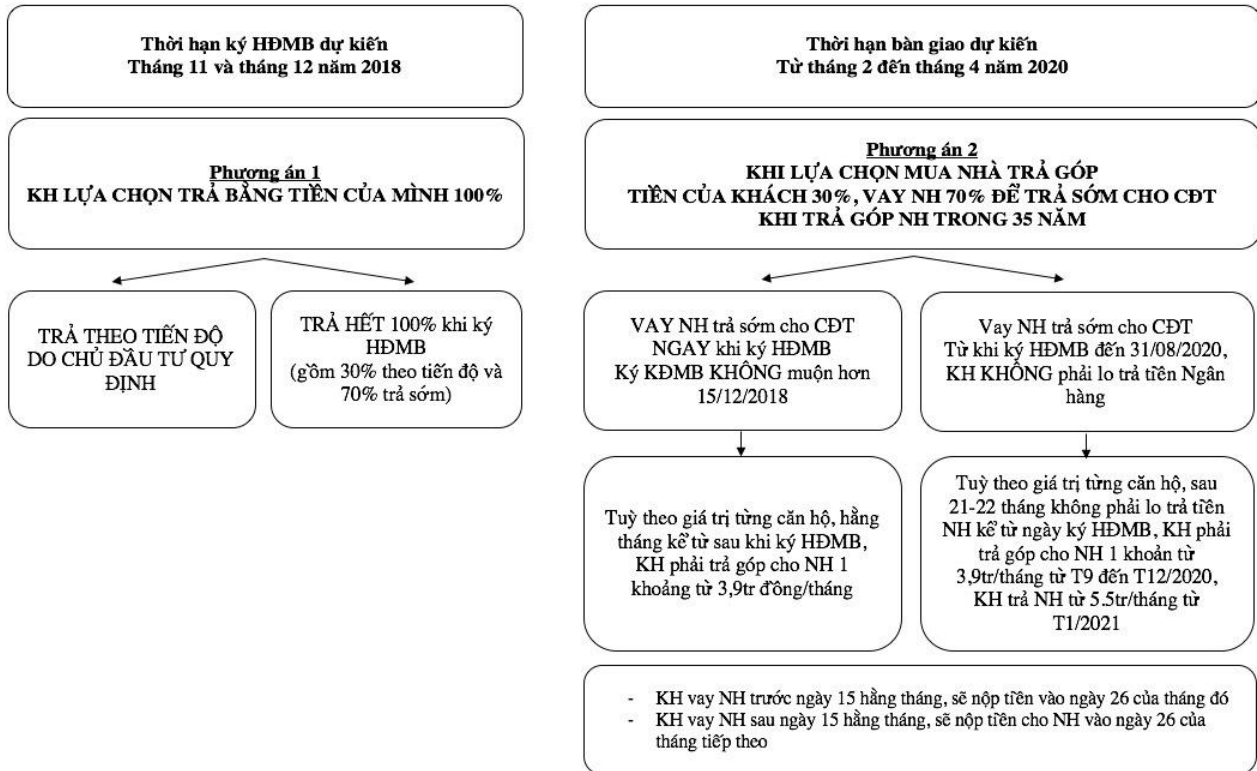 Thời hạn ký HĐMB dự kiến
Tháng 11 và tháng 12 năm 2018
Thời hạn bàn giao dự kiến
Từ tháng 2 đến tháng 4 năm 2020
Phương án 1
KH LỰA CHỌN TRẢ BẰNG TIỀN CỦA MÌNH 100%
Phương án 2
KHI LỰA CHỌN MUA NHÀ TRẢ GÓP
TIỀN CỦA KHÁCH 30%, VAY NH 70% ĐỂ TRẢ SỚM CHO CĐT
KHI TRẢ GÓP NH TRONG 35 NĂM
TRẢ THEO TIẾN ĐỘ
DO CHỦ ĐẦU TƯ QUY
ĐỊNH
TRẢ HẾT 100% khi ký
HĐMB
(gồm 30% theo tiến độ và
70% trả sớm)
VAY NH trả sớm cho CĐT
NGAY khi ký HĐMB
Ký KĐMB KHÔNG muộn hơn
15/12/2018
Vay NH trả sớm cho CĐT
Từ khi ký HĐMB đến 31/08/2020,
KH KHÔNG phải lo trả tiền Ngân
hàng
Tuỳ theo giá trị từng căn hộ, hằng
tháng kể từ sau khi ký HĐMB,
KH phải trả góp cho NH 1
khoảng từ 3,9tr đồng/tháng
Tuỳ theo giá trị từng căn hộ, sau
21-22 tháng không phải lo trả tiền
NH kể từ ngày ký HĐMB, KH phải
trả góp cho NH 1 khoản từ
3,9tr/tháng từ T9 đến T12/2020,
KH trả NH từ 5.5tr/tháng từ
T1/2021
- KH vay NH trước ngày 15 hằng tháng, sẽ nộp tiền vào ngày 26 của tháng đó
- KH vay NH sau ngày 15 hằng tháng, sẽ nộp tiền cho NH vào ngày 26 của
tháng tiếp theo